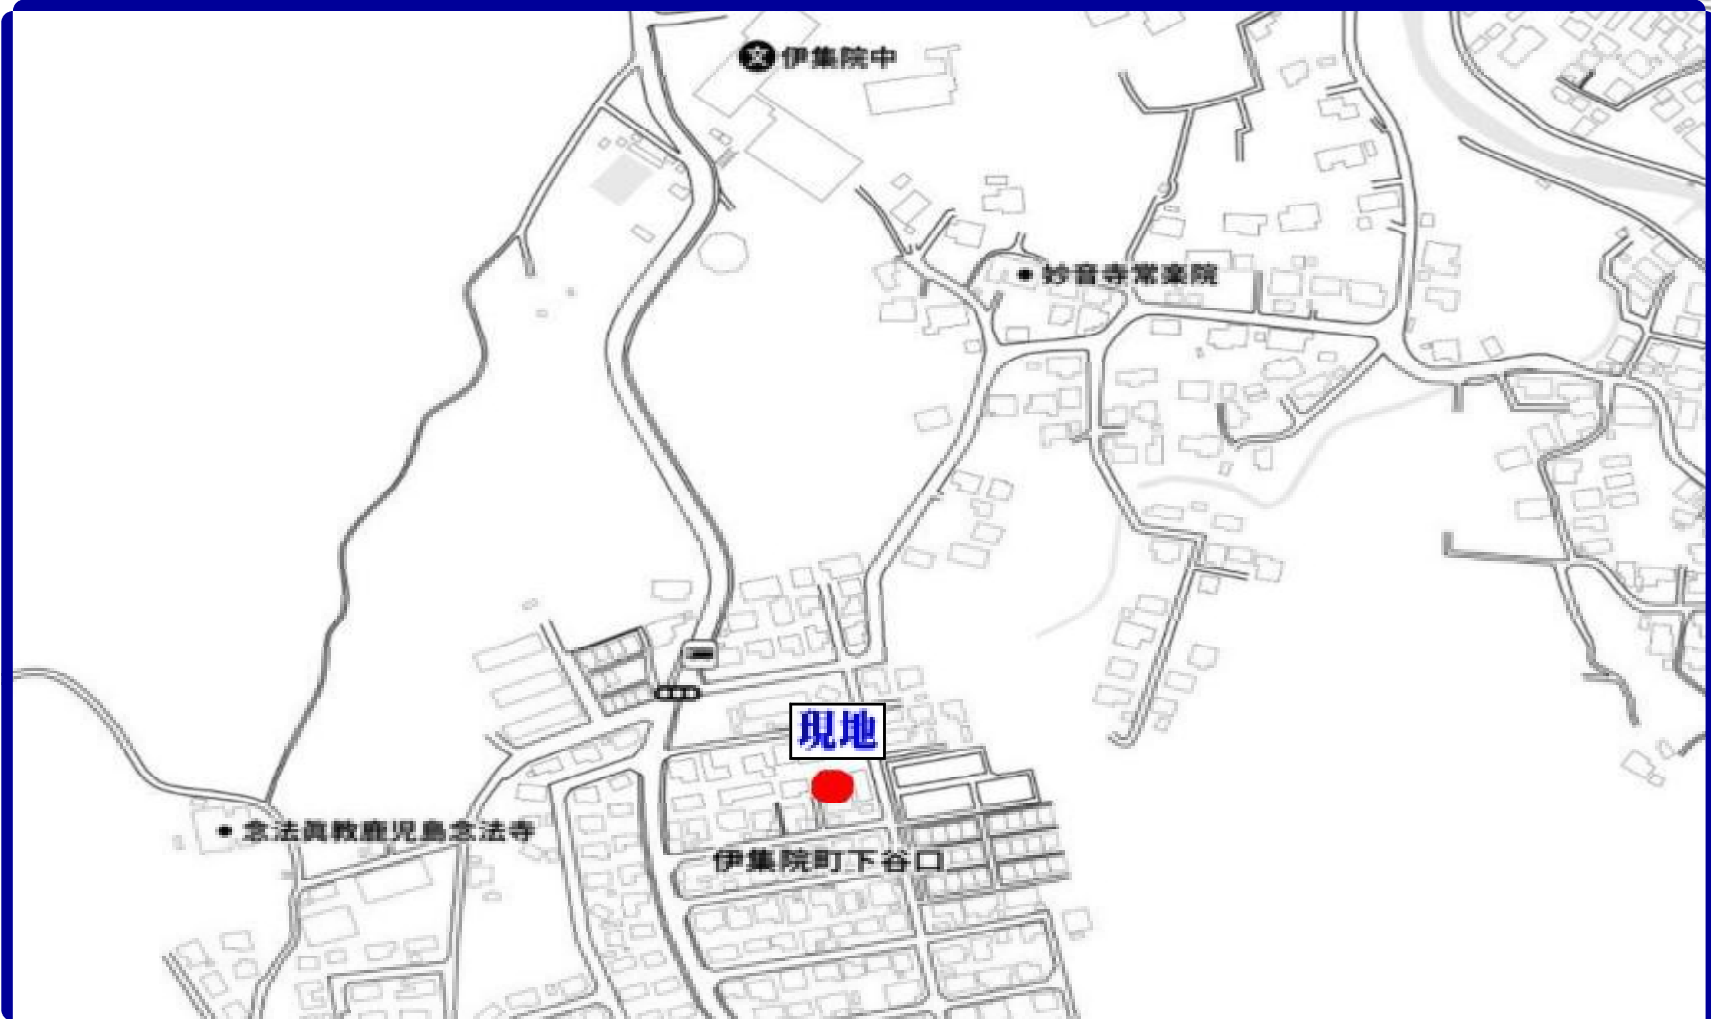 文 伊集院中
妙音寺常楽院
現地
念法眞教鹿児島念法寺
伊集院町下谷口